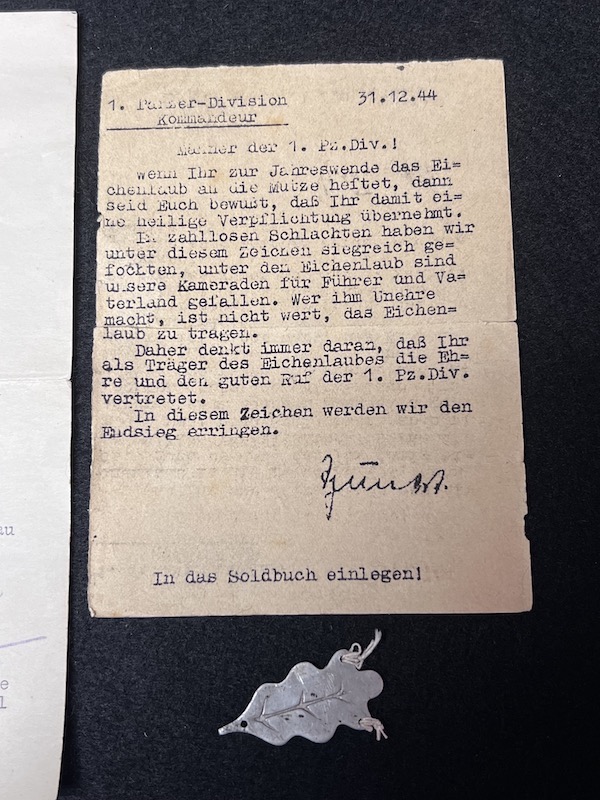 1. Panzer-Division 31.12.44
Kommandeur
Männer der 1. Pz.Div.!
wenn Ihr zur Jahreswende das Ei=
chenlaub an die Mütze heftet, dann
seid Euch bewußt, daß Ihr damit ei=
ne heilige Verpflichtung übernehmt.
In zahllosen Schlachten haben wir
unter diesem Zeichen siegreich ge=
fochten, unter den Eichenlaub sind
unsere Kameraden für Führer und Va=
terland gefallen. Wer ihm Unehre
macht, ist nicht wert, das Eichen=
laub zu tragen.
Daher denkt immer daran, daß Ihr
als Träger des Eichenlaubes die Eh=
re und den guten Ruf der 1. Pz.Div.
vertretet.
In diesem Zeichen werden wir den
Endsieg erringen.
In das Soldbuch einlegen!
au
e
l